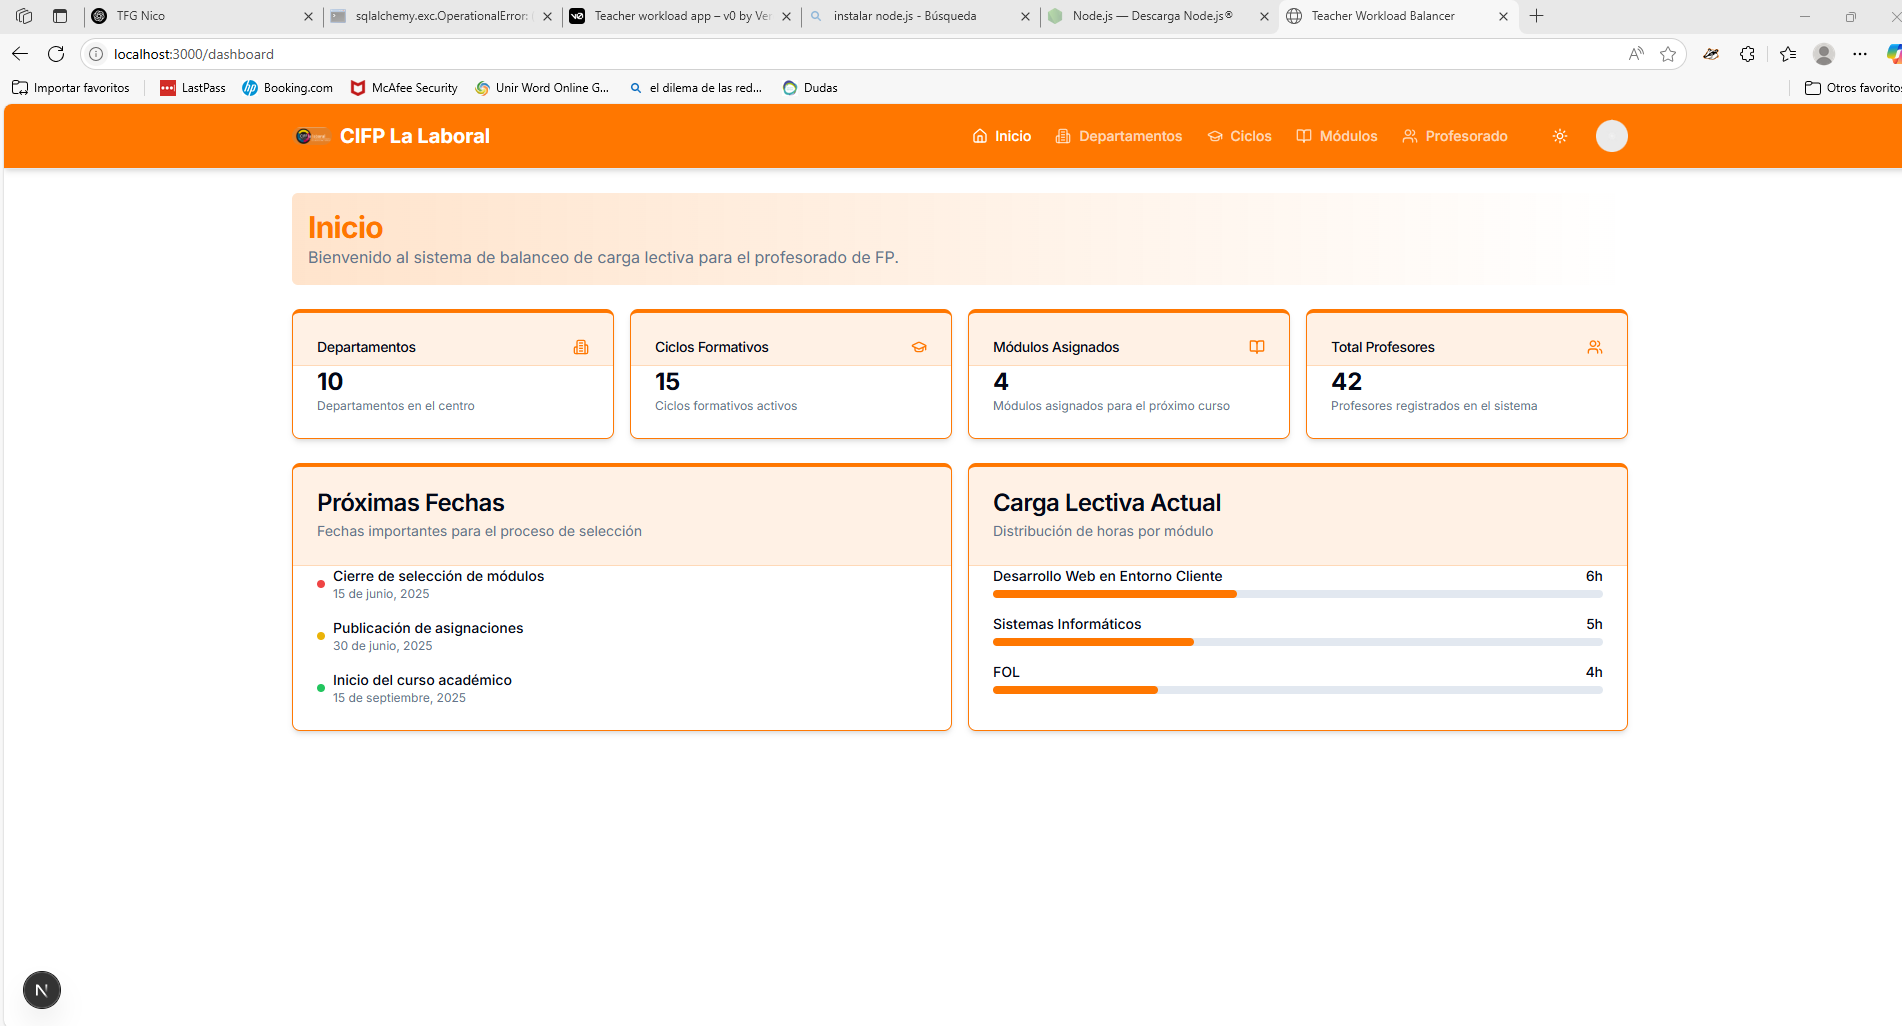 TFG Nico
sqlalchemy.exc.OperationalError:
Teacher workload app – v0 by Ver
instalar node.js - Búsqueda
Node.js — Descarga Node.js®
Teacher Workload Balancer
localhost:3000/dashboard
Importar favoritos
LastPass
Booking.com
McAfee Security
Unir Word Online G...
el dilema de las red...
Dudas
Otros favoritos
CIFP La Laboral
Inicio
Departamentos
Ciclos
Módulos
Profesorado
Inicio
Bienvenido al sistema de balanceo de carga lectiva para el profesorado de FP.
Departamentos
10
Departamentos en el centro
Ciclos Formativos
15
Ciclos formativos activos
Módulos Asignados
4
Módulos asignados para el próximo curso
Total Profesores
42
Profesores registrados en el sistema
Próximas Fechas
Fechas importantes para el proceso de selección
Cierre de selección de módulos
15 de junio, 2025
Publicación de asignaciones
30 de junio, 2025
Inicio del curso académico
15 de septiembre, 2025
Carga Lectiva Actual
Distribución de horas por módulo
Desarrollo Web en Entorno Cliente
6h
Sistemas Informáticos
5h
FOL
4h
N